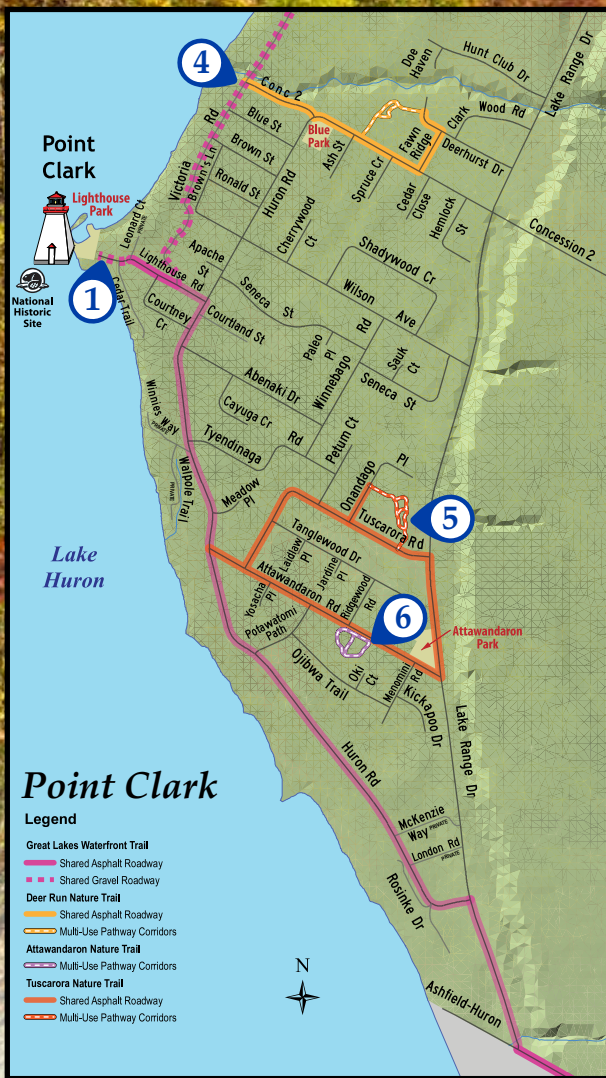 4
Conc 2
Doe
Haven
Hunt Club Dr
Lake Range Dr
Clark
Wood Rd
Fawn
Ridge
Deerhurst Dr
Blue
Park
Ash St
Spruce Cr
Cedar
Close
Hemlock
St
Concession 2
Blue St
Brown St
Ronald St
Victoria
Rd
Brown's Ln
Huron Rd
Cherrywood
Ct
Point
Clark
Lighthouse
Park
Leonard Ct
PRIVATE
Lighthouse Rd
Apache
St
Shadywood Cr
Wilson Ave
National
Historic
Site
1
Cedar Trail
Courtney
Cr
Courtland St
Seneca St
Paleo
Pl
Winnebago
Rd
Sauk
Ct
Seneca St
Abenaki Dr
Cayuga Cr
Tyendinaga Rd
Petum Ct
Winnies Way
PRIVATE
Walpole Trail
PRIVATE
Meadow
Pl
Onandago
Pl
Tuscarora Rd
5
Lake
Huron
Tanglewood Dr
Laidlaw
Pl
Jardine
Pl
Attawandaron Rd
Ridgewood
Rd
Yosacha
Pl
Potawatomi
Path
6
Attawandaron
Park
Ojibwa Trail
Oki
Ct
Menomini
Rd
Kickapoo Dr
Lake Range Dr
Huron Rd
McKenzie
Way PRIVATE
London Rd
PRIVATE
Rosinke Dr
Ashfield-Huron
Point Clark
Legend
Great Lakes Waterfront Trail
Shared Asphalt Roadway
Shared Gravel Roadway
Deer Run Nature Trail
Shared Asphalt Roadway
Multi-Use Pathway Corridors
Attawandaron Nature Trail
Multi-Use Pathway Corridors
Tuscarora Nature Trail
Shared Asphalt Roadway
Multi-Use Pathway Corridors
N